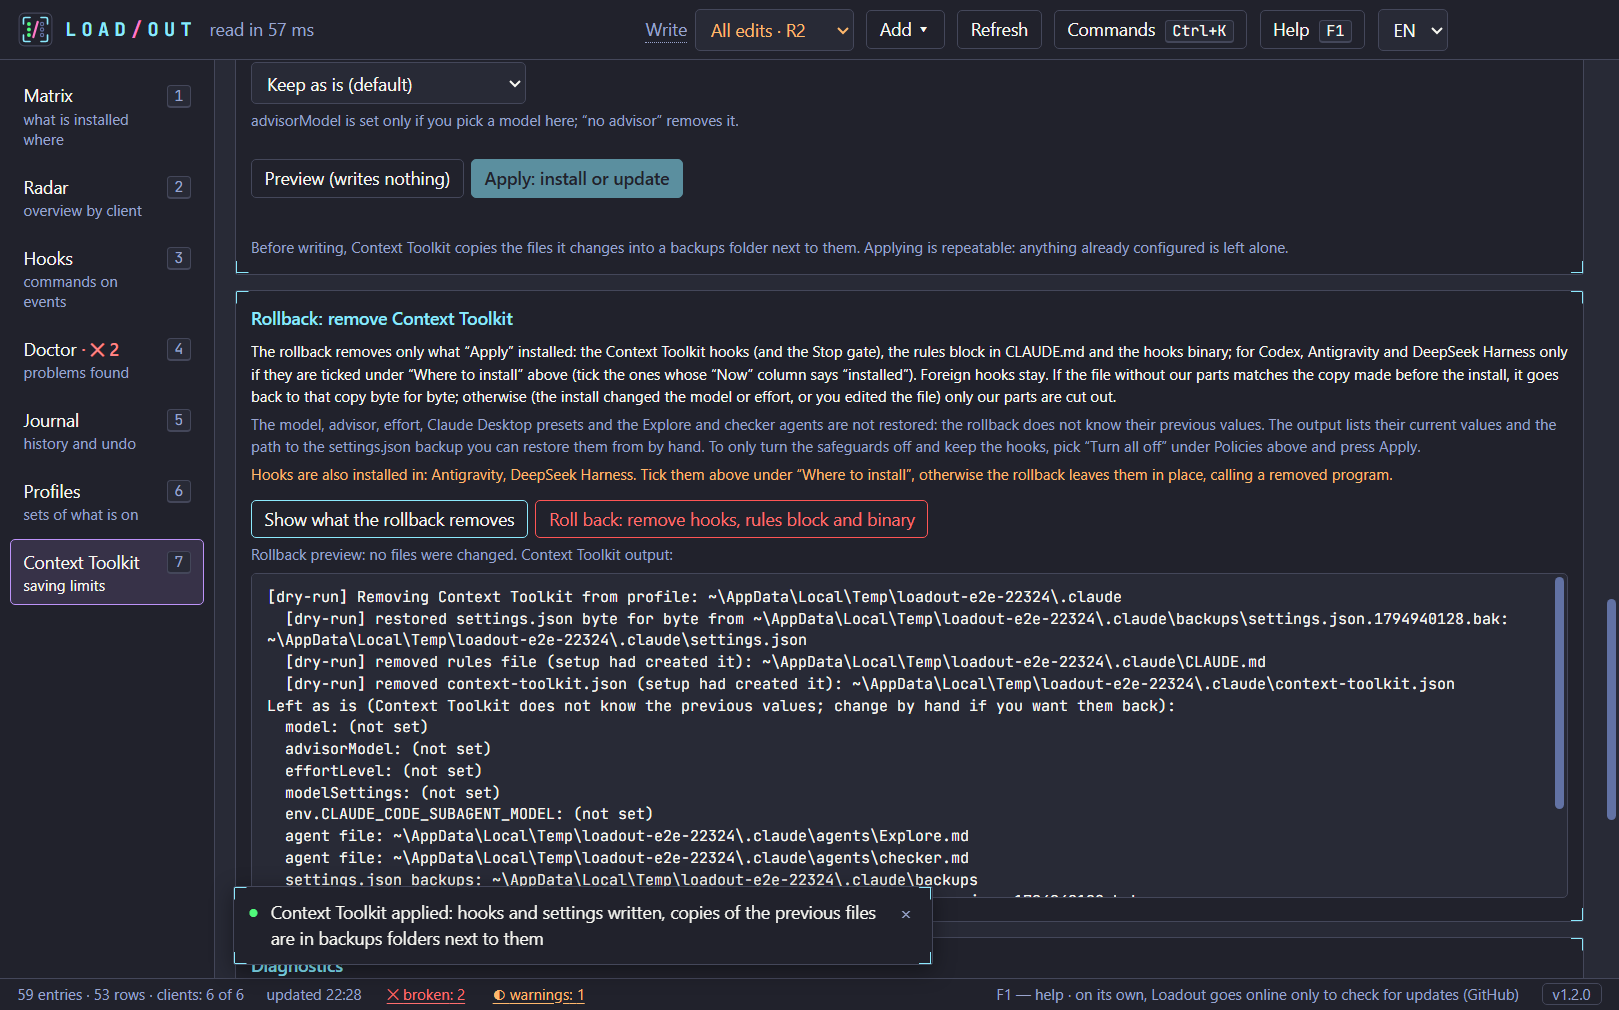 LOAD/OUT read in 57 ms
Write All edits · R2 Add ▾ Refresh Commands Ctrl+K Help F1 EN
Matrix 1
what is installed
where
Radar 2
overview by client
Hooks 3
commands on
events
Doctor · ✕ 2 4
problems found
Journal 5
history and undo
Profiles 6
sets of what is on
Context Toolkit 7
saving limits
Keep as is (default)
advisorModel is set only if you pick a model here; “no advisor” removes it.
Preview (writes nothing) Apply: install or update
Before writing, Context Toolkit copies the files it changes into a backups folder next to them. Applying is repeatable: anything already configured is left alone.
Rollback: remove Context Toolkit
The rollback removes only what “Apply” installed: the Context Toolkit hooks (and the Stop gate), the rules block in CLAUDE.md and the hooks binary; for Codex, Antigravity and DeepSeek Harness only
if they are ticked under “Where to install” above (tick the ones whose “Now” column says “installed”). Foreign hooks stay. If the file without our parts matches the copy made before the install, it goes
back to that copy byte for byte; otherwise (the install changed the model or effort, or you edited the file) only our parts are cut out.
The model, advisor, effort, Claude Desktop presets and the Explore and checker agents are not restored: the rollback does not know their previous values. The output lists their current values and the
path to the settings.json backup you can restore them from by hand. To only turn the safeguards off and keep the hooks, pick “Turn all off” under Policies above and press Apply.
Hooks are also installed in: Antigravity, DeepSeek Harness. Tick them above under “Where to install”, otherwise the rollback leaves them in place, calling a removed program.
Show what the rollback removes Roll back: remove hooks, rules block and binary
Rollback preview: no files were changed. Context Toolkit output:
[dry-run] Removing Context Toolkit from profile: ~\AppData\Local\Temp\loadout-e2e-22324\.claude
[dry-run] restored settings.json byte for byte from ~\AppData\Local\Temp\loadout-e2e-22324\.claude\backups\settings.json.1794940128.bak:
~\AppData\Local\Temp\loadout-e2e-22324\.claude\settings.json
[dry-run] removed rules file (setup had created it): ~\AppData\Local\Temp\loadout-e2e-22324\.claude\CLAUDE.md
[dry-run] removed context-toolkit.json (setup had created it): ~\AppData\Local\Temp\loadout-e2e-22324\.claude\context-toolkit.json
Left as is (Context Toolkit does not know the previous values; change by hand if you want them back):
model: (not set)
advisorModel: (not set)
effortLevel: (not set)
modelSettings: (not set)
env.CLAUDE_CODE_SUBAGENT_MODEL: (not set)
agent file: ~\AppData\Local\Temp\loadout-e2e-22324\.claude\agents\Explore.md
agent file: ~\AppData\Local\Temp\loadout-e2e-22324\.claude\agents\checker.md
settings.json backups: ~\AppData\Local\Temp\loadout-e2e-22324\.claude\backups
Context Toolkit applied: hooks and settings written, copies of the previous files ×
are in backups folders next to them
Diagnostics
59 entries · 53 rows · clients: 6 of 6 updated 22:28 ✕ broken: 2 ◐ warnings: 1 F1 — help · on its own, Loadout goes online only to check for updates (GitHub) v1.2.0